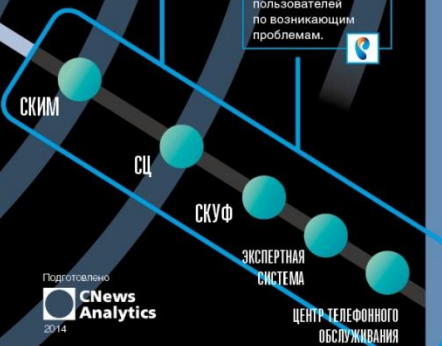 пользователей
по возникающим
проблемам.
СКИМ
СЦ
СКУФ
ЭКСПЕРТНАЯ
СИСТЕМА
ЦЕНТР ТЕЛЕФОННОГО
ОБСЛУЖИВАНИЯ
Подготовлено
CNews
Analytics
2014